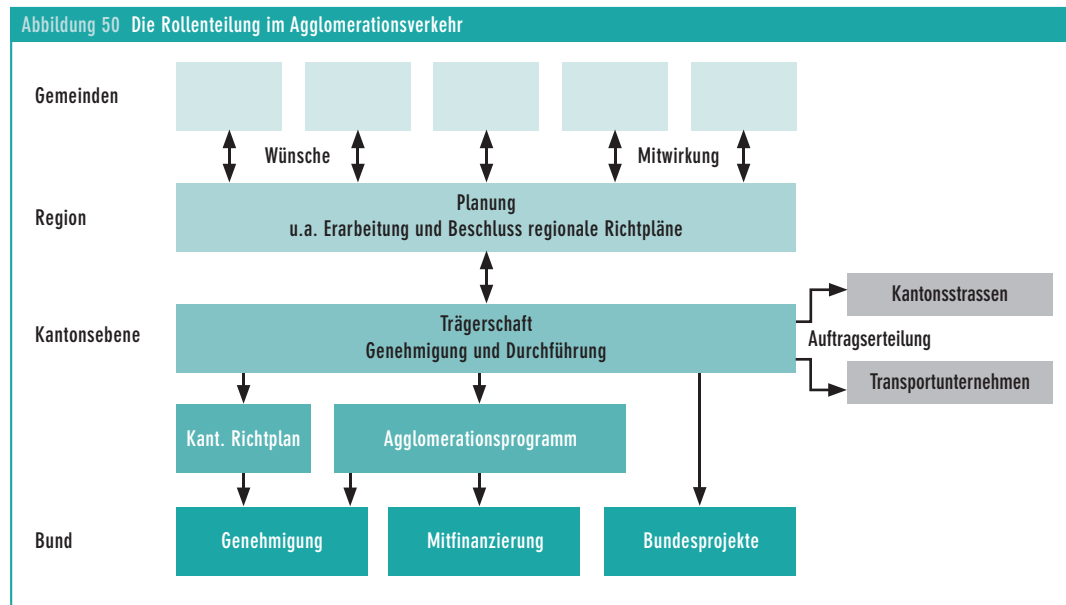 Abbildung 50 Die Rollenteilung im Agglomerationsverkehr
Gemeinden
Wünsche
Mitwirkung
Region
Planung
u.a. Erarbeitung und Beschluss regionale Richtpläne
Kantonsebene
Trägerschaft
Genehmigung und Durchführung
Kantonsstrassen
Auftragserteilung
Transportunternehmen
Kant. Richtplan
Agglomerationsprogramm
Bund
Genehmigung
Mitfinanzierung
Bundesprojekte